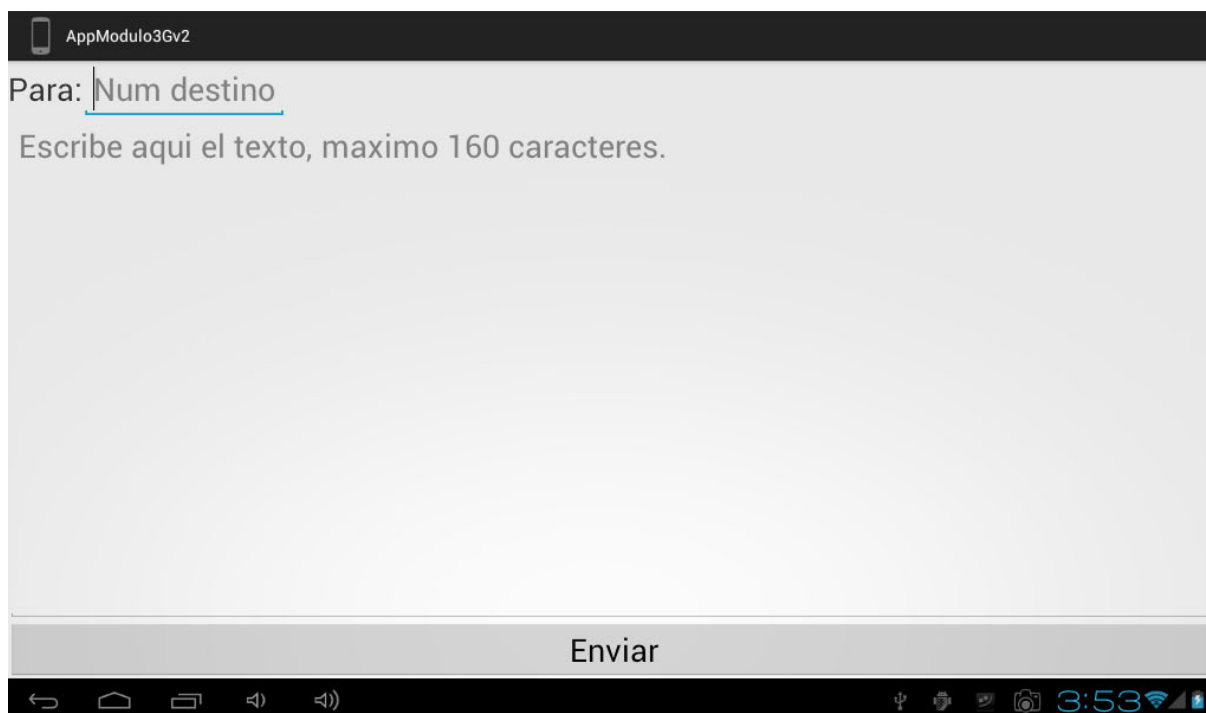 AppModulo3Gv2
Para: Num destino
Escribe aqui el texto, maximo 160 caracteres.
Enviar
3:53